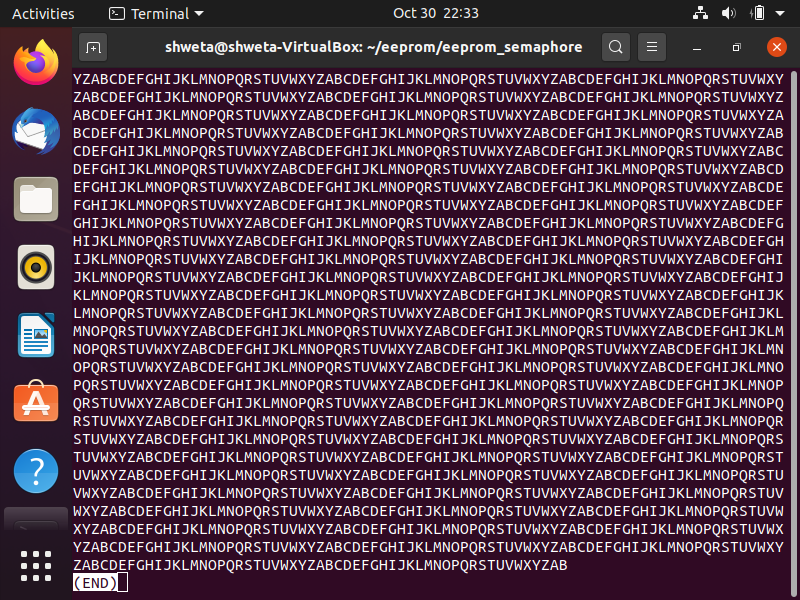 Activities
Terminal
Oct 30 22:33
shweta@shweta-VirtualBox: ~/eeprom/eeprom_semaphore
YZABCDEFGHIJKLMNOPQRSTUVWXYZABCDEFGHIJKLMNOPQRSTUVWXYZABCDEFGHIJKLMNOPQRSTUVWXY
ZABCDEFGHIJKLMNOPQRSTUVWXYZABCDEFGHIJKLMNOPQRSTUVWXYZABCDEFGHIJKLMNOPQRSTUVWXYZ
ABCDEFGHIJKLMNOPQRSTUVWXYZABCDEFGHIJKLMNOPQRSTUVWXYZABCDEFGHIJKLMNOPQRSTUVWXYZA
BCDEFGHIJKLMNOPQRSTUVWXYZABCDEFGHIJKLMNOPQRSTUVWXYZABCDEFGHIJKLMNOPQRSTUVWXYZAB
CDEFGHIJKLMNOPQRSTUVWXYZABCDEFGHIJKLMNOPQRSTUVWXYZABCDEFGHIJKLMNOPQRSTUVWXYZABC
DEFGHIJKLMNOPQRSTUVWXYZABCDEFGHIJKLMNOPQRSTUVWXYZABCDEFGHIJKLMNOPQRSTUVWXYZABCD
EFGHIJKLMNOPQRSTUVWXYZABCDEFGHIJKLMNOPQRSTUVWXYZABCDEFGHIJKLMNOPQRSTUVWXYZABCDE
FGHIJKLMNOPQRSTUVWXYZABCDEFGHIJKLMNOPQRSTUVWXYZABCDEFGHIJKLMNOPQRSTUVWXYZABCDEF
GHIJKLMNOPQRSTUVWXYZABCDEFGHIJKLMNOPQRSTUVWXYZABCDEFGHIJKLMNOPQRSTUVWXYZABCDEFG
HIJKLMNOPQRSTUVWXYZABCDEFGHIJKLMNOPQRSTUVWXYZABCDEFGHIJKLMNOPQRSTUVWXYZABCDEFGH
IJKLMNOPQRSTUVWXYZABCDEFGHIJKLMNOPQRSTUVWXYZABCDEFGHIJKLMNOPQRSTUVWXYZABCDEFGHI
JKLMNOPQRSTUVWXYZABCDEFGHIJKLMNOPQRSTUVWXYZABCDEFGHIJKLMNOPQRSTUVWXYZABCDEFGHIJ
KLMNOPQRSTUVWXYZABCDEFGHIJKLMNOPQRSTUVWXYZABCDEFGHIJKLMNOPQRSTUVWXYZABCDEFGHIJK
LMNOPQRSTUVWXYZABCDEFGHIJKLMNOPQRSTUVWXYZABCDEFGHIJKLMNOPQRSTUVWXYZABCDEFGHIJKL
MNOPQRSTUVWXYZABCDEFGHIJKLMNOPQRSTUVWXYZABCDEFGHIJKLMNOPQRSTUVWXYZABCDEFGHIJKLM
NOPQRSTUVWXYZABCDEFGHIJKLMNOPQRSTUVWXYZABCDEFGHIJKLMNOPQRSTUVWXYZABCDEFGHIJKLMN
OPQRSTUVWXYZABCDEFGHIJKLMNOPQRSTUVWXYZABCDEFGHIJKLMNOPQRSTUVWXYZABCDEFGHIJKLMNO
PQRSTUVWXYZABCDEFGHIJKLMNOPQRSTUVWXYZABCDEFGHIJKLMNOPQRSTUVWXYZABCDEFGHIJKLMNOP
QRSTUVWXYZABCDEFGHIJKLMNOPQRSTUVWXYZABCDEFGHIJKLMNOPQRSTUVWXYZABCDEFGHIJKLMNOPQ
RSTUVWXYZABCDEFGHIJKLMNOPQRSTUVWXYZABCDEFGHIJKLMNOPQRSTUVWXYZABCDEFGHIJKLMNOPQR
STUVWXYZABCDEFGHIJKLMNOPQRSTUVWXYZABCDEFGHIJKLMNOPQRSTUVWXYZABCDEFGHIJKLMNOPQRS
TUVWXYZABCDEFGHIJKLMNOPQRSTUVWXYZABCDEFGHIJKLMNOPQRSTUVWXYZABCDEFGHIJKLMNOPQRST
UVWXYZABCDEFGHIJKLMNOPQRSTUVWXYZABCDEFGHIJKLMNOPQRSTUVWXYZABCDEFGHIJKLMNOPQRSTU
VWXYZABCDEFGHIJKLMNOPQRSTUVWXYZABCDEFGHIJKLMNOPQRSTUVWXYZABCDEFGHIJKLMNOPQRSTUV
WXYZABCDEFGHIJKLMNOPQRSTUVWXYZABCDEFGHIJKLMNOPQRSTUVWXYZABCDEFGHIJKLMNOPQRSTUVW
XYZABCDEFGHIJKLMNOPQRSTUVWXYZABCDEFGHIJKLMNOPQRSTUVWXYZABCDEFGHIJKLMNOPQRSTUVWX
YZABCDEFGHIJKLMNOPQRSTUVWXYZABCDEFGHIJKLMNOPQRSTUVWXYZABCDEFGHIJKLMNOPQRSTUVWXY
ZABCDEFGHIJKLMNOPQRSTUVWXYZABCDEFGHIJKLMNOPQRSTUVWXYZAB
(END)